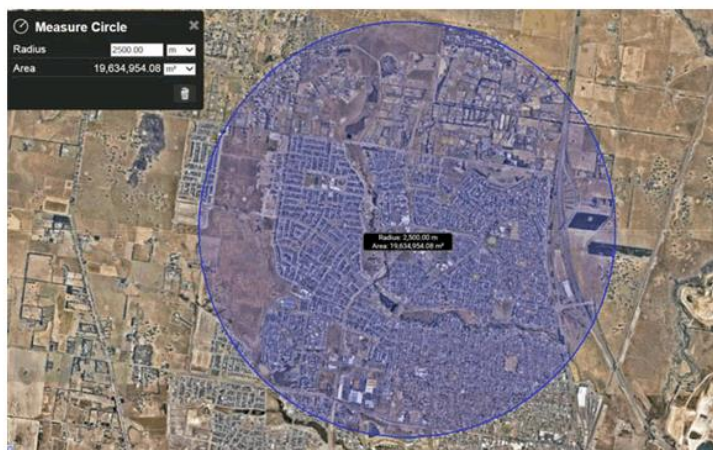 Measure Circle
Radius 2500.00 m
Area 19,634,954.08 m²
Radius: 2,500.00 m
Area: 19,634,954.08 m²